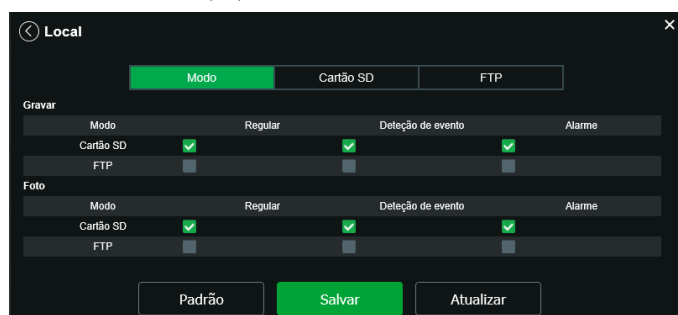 Local
Modo Cartão SD FTP
Gravar
Modo Regular Deteção de evento Alarme
Cartão SD
FTP
Foto
Modo Regular Deteção de evento Alarme
Cartão SD
FTP
Padrão Salvar Atualizar